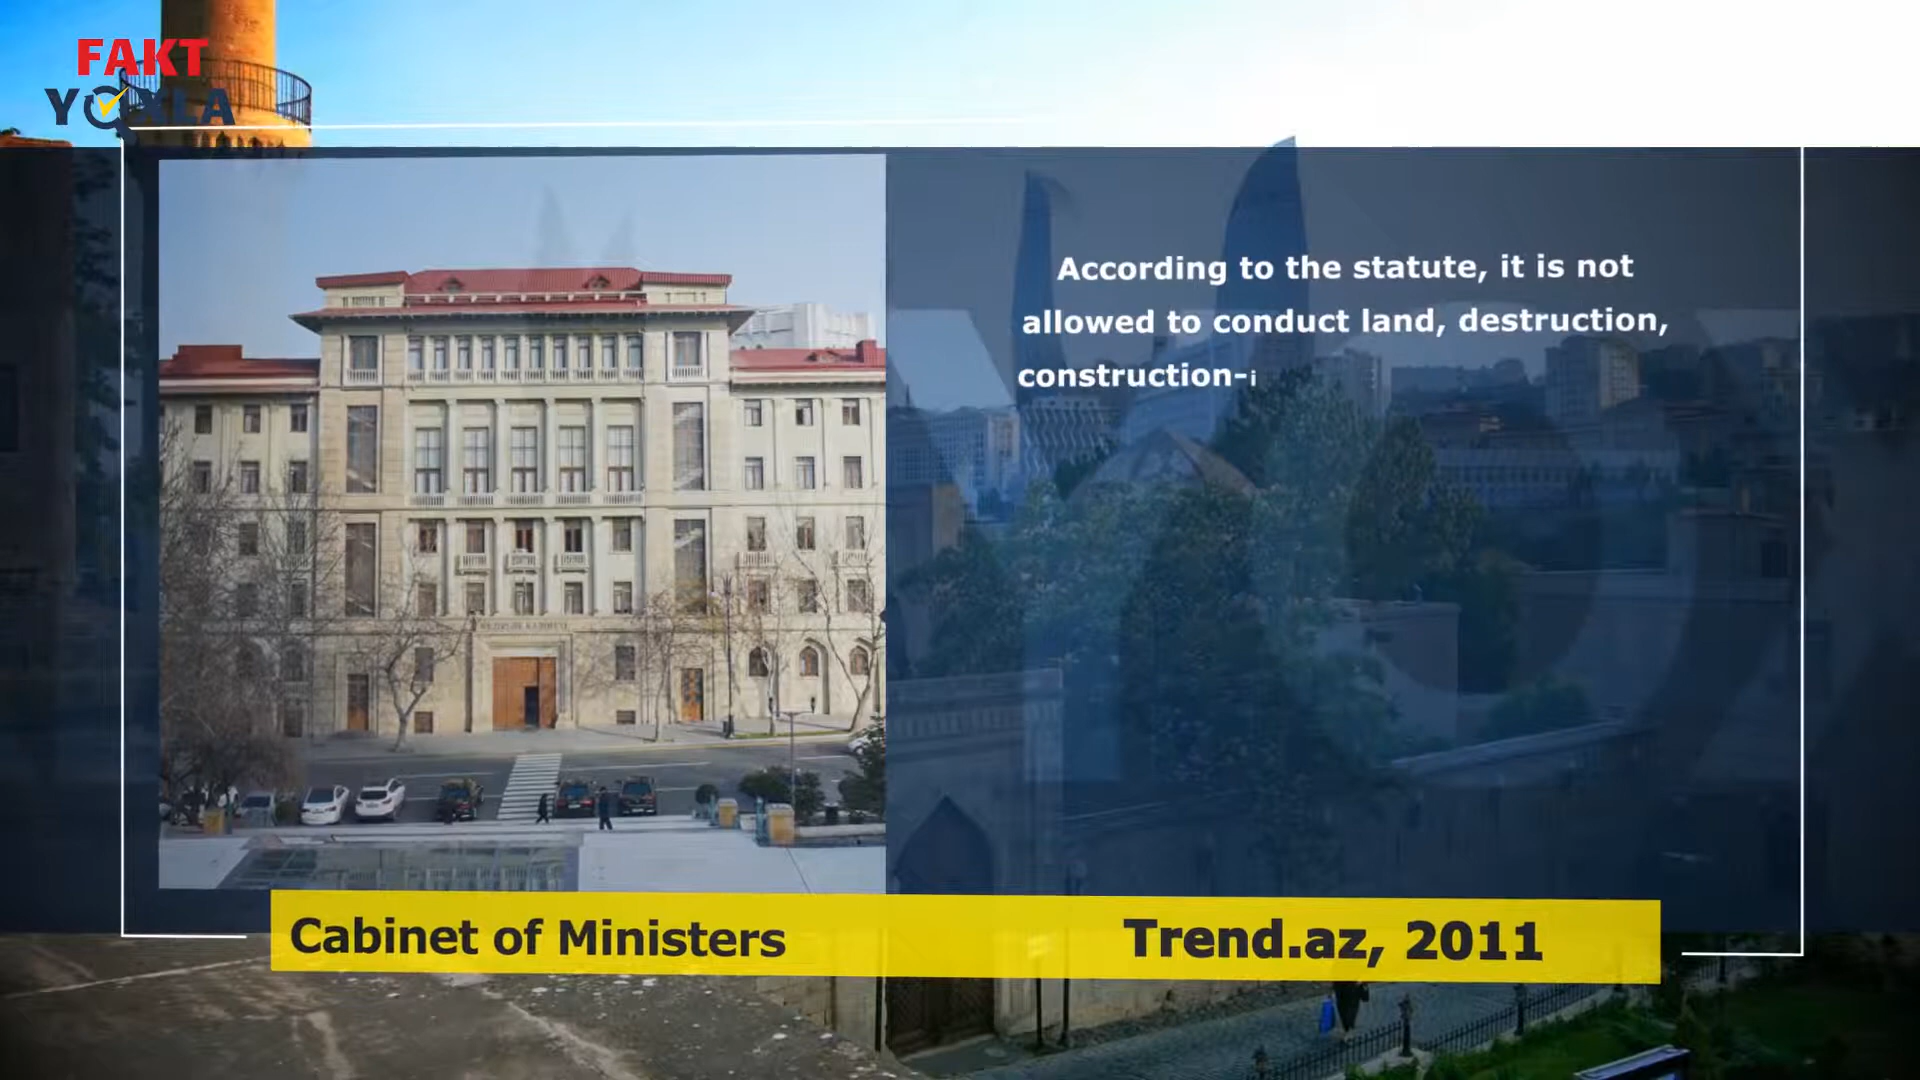 FAKT
YOXLA
According to the statute, it is not
allowed to conduct land, destruction,
construction-i
Cabinet of Ministers
Trend.az, 2011